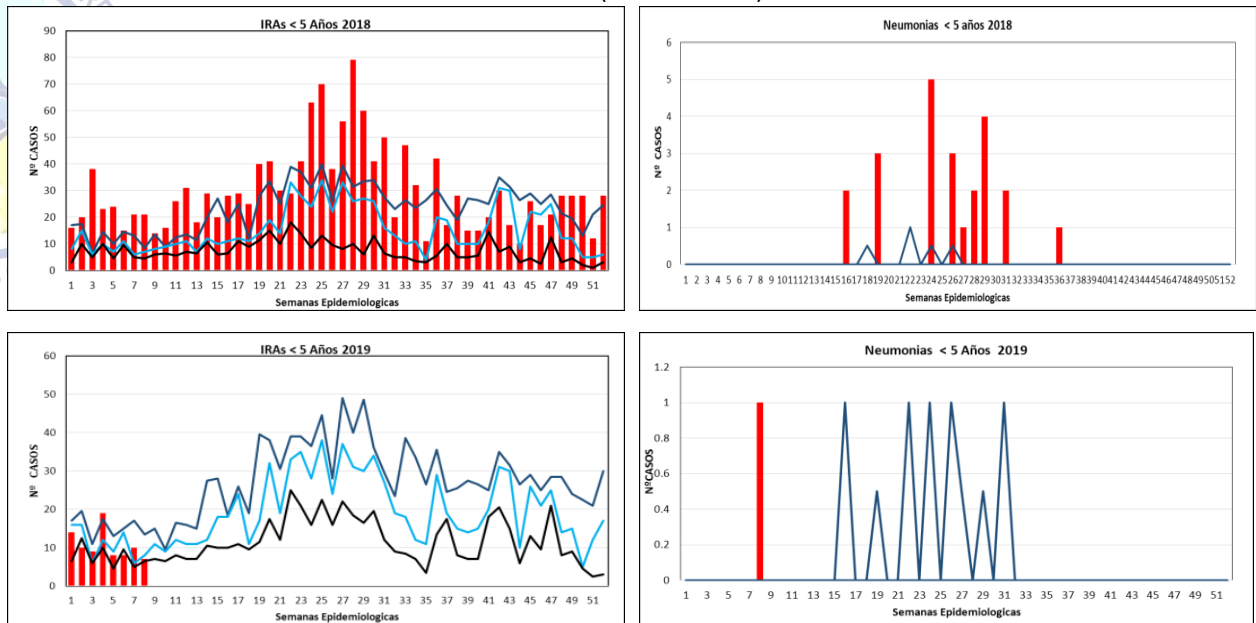 IRAs < 5 Años 2018
Nº CASOS
90
80
70
60
50
40
30
20
10
0
1 3 5 7 9 11 13 15 17 19 21 23 25 27 29 31 33 35 37 39 41 43 45 47 49 51
Semanas Epidemiologicas
Neumonias < 5 años 2018
Nº CASOS
6
5
4
3
2
1
0
1 2 3 4 5 6 7 8 9 10 11 12 13 14 15 16 17 18 19 20 21 22 23 24 25 26 27 28 29 30 31 32 33 34 35 36 37 38 39 40 41 42 43 44 45 46 47 48 49 50 51 52
Semanas Epidemiologicas
IRAs < 5 Años 2019
Nº CASOS
60
50
40
30
20
10
0
1 3 5 7 9 11 13 15 17 19 21 23 25 27 29 31 33 35 37 39 41 43 45 47 49 51
Semanas Epidemiologicas
Neumonias < 5 Años 2019
NºCASOS
1.2
1
0.8
0.6
0.4
0.2
0
1 3 5 7 9 11 13 15 17 19 21 23 25 27 29 31 33 35 37 39 41 43 45 47 49 51
Semanas Epidemiologicas